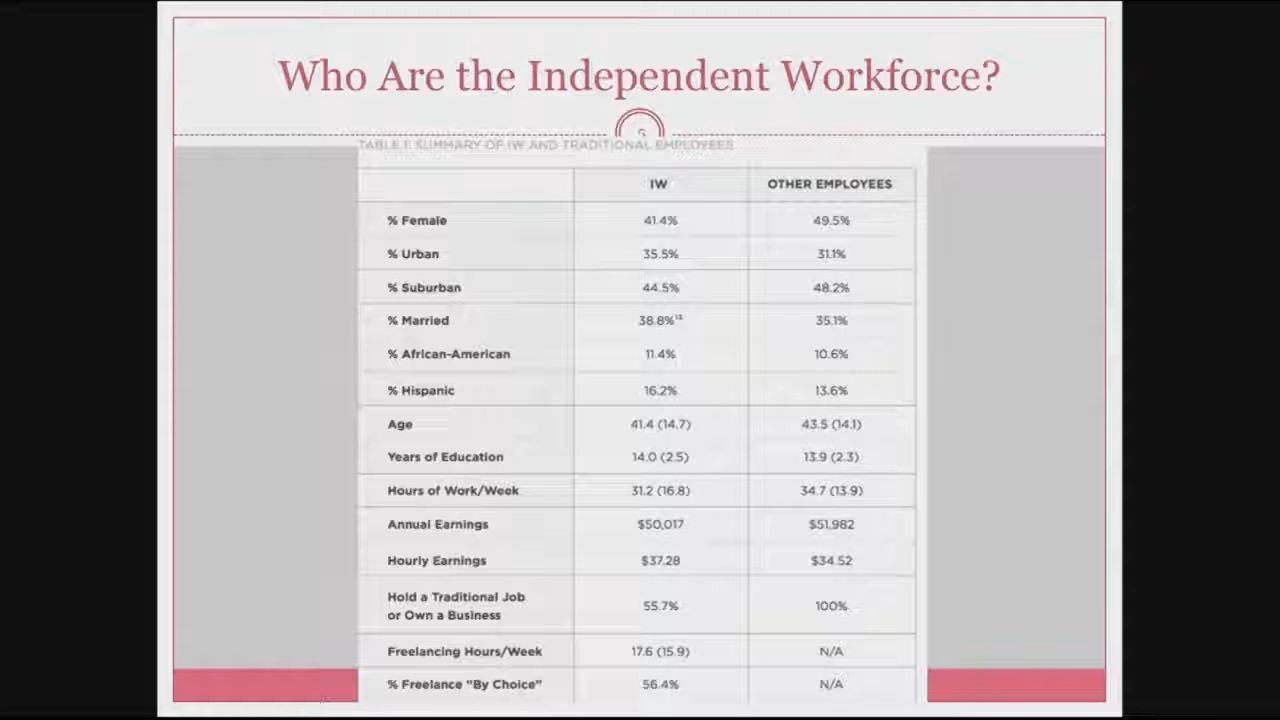 Who Are the Independent Workforce?
5
TABLE 1: SUMMARY OF IW AND TRADITIONAL EMPLOYEES
IW OTHER EMPLOYEES
% Female 41.4% 49.5%
% Urban 35.5% 31.1%
% Suburban 44.5% 48.2%
% Married 38.8%¹² 35.1%
% African-American 11.4% 10.6%
% Hispanic 16.2% 13.6%
Age 41.4 (14.7) 43.5 (14.1)
Years of Education 14.0 (2.5) 13.9 (2.3)
Hours of Work/Week 31.2 (16.8) 34.7 (13.9)
Annual Earnings $50,017 $51,982
Hourly Earnings $37.28 $34.52
Hold a Traditional Job
or Own a Business 55.7% 100%
Freelancing Hours/Week 17.6 (15.9) N/A
% Freelance "By Choice" 56.4% N/A